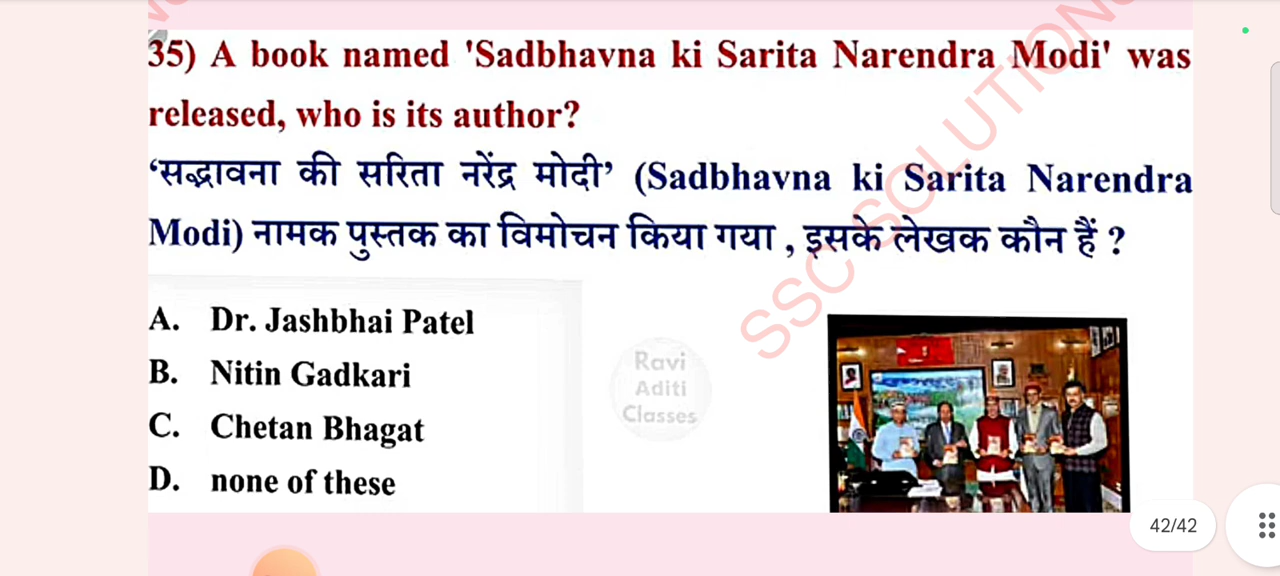 35) A book named 'Sadbhavna ki Sarita Narendra Modi' was
released, who is its author?
‘सद्भावना की सरिता नरेंद्र मोदी’ (Sadbhavna ki Sarita Narendra
Modi) नामक पुस्तक का विमोचन किया गया , इसके लेखक कौन हैं ?
A. Dr. Jashbhai Patel
B. Nitin Gadkari
C. Chetan Bhagat
D. none of these
Ravi
Aditi
Classes
SSC SOLUTION
42/42